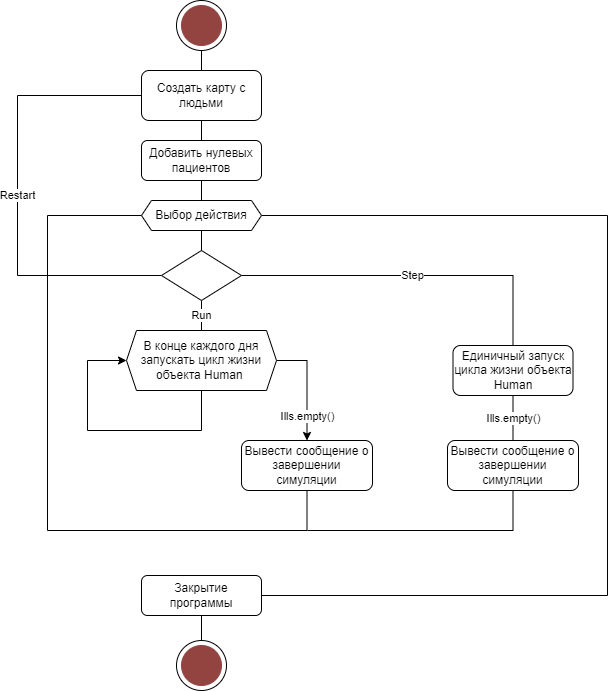 Создать карту с
людьми
Добавить нулевых
пациентов
Restart
Выбор действия
Step
Run
В конце каждого дня
запускать цикл жизни
объекта Human
Единичный запуск
цикла жизни объекта
Human
Ills.empty()
Ills.empty()
Вывести сообщение о
завершении
симуляции
Вывести сообщение о
завершении
симуляции
Закрытие
программы